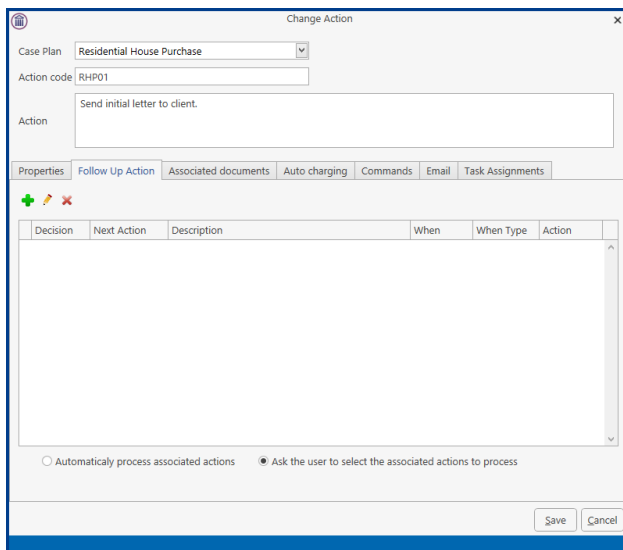 Change Action
Case Plan Residential House Purchase
Action code RHP01
Action Send initial letter to client.
Properties Follow Up Action Associated documents Auto charging Commands Email Task Assignments
Decision Next Action Description When When Type Action
Automaticaly process associated actions Ask the user to select the associated actions to process
Save Cancel